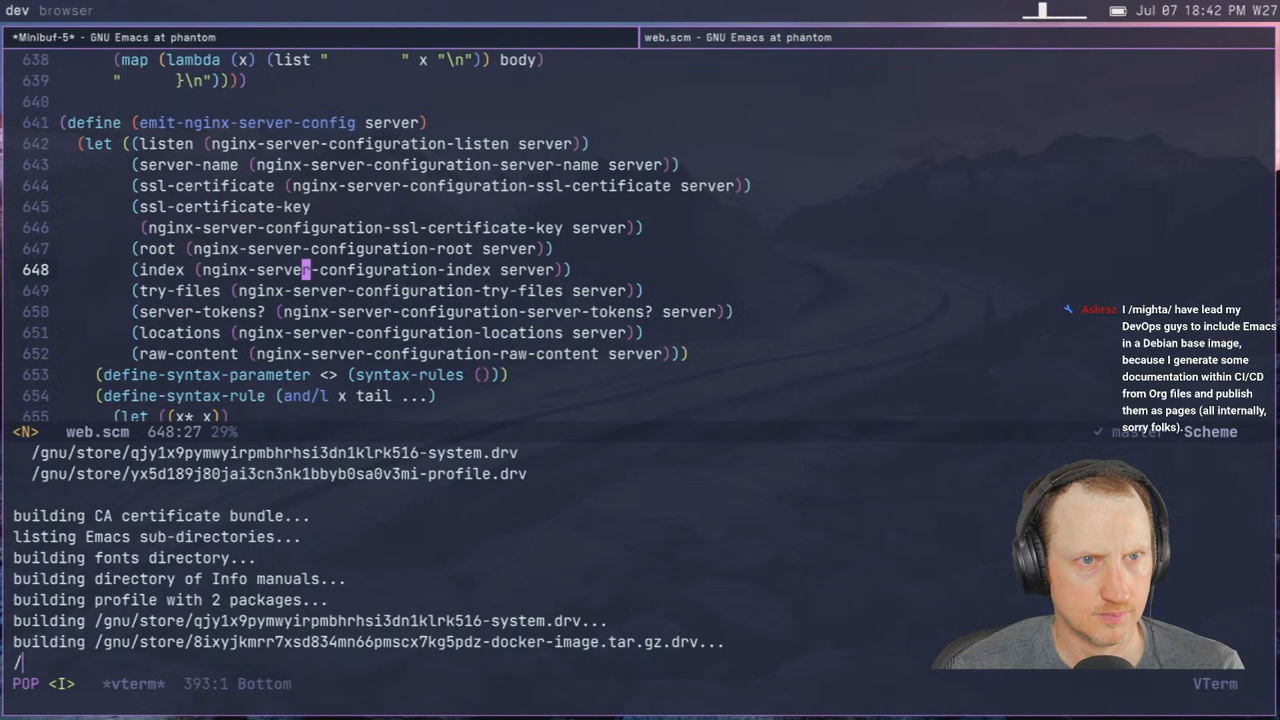 dev browser
Jul 07 18:42 PM W27
*Minibuf-5* - GNU Emacs at phantom
web.scm - GNU Emacs at phantom
638 (map (lambda (x) (list " " x "\n")) body)
639 " }\n"))))
640
641 (define (emit-nginx-server-config server)
642 (let ((listen (nginx-server-configuration-listen server))
643 (server-name (nginx-server-configuration-server-name server))
644 (ssl-certificate (nginx-server-configuration-ssl-certificate server))
645 (ssl-certificate-key
646 (nginx-server-configuration-ssl-certificate-key server))
647 (root (nginx-server-configuration-root server))
648 (index (nginx-server-configuration-index server))
649 (try-files (nginx-server-configuration-try-files server))
650 (server-tokens? (nginx-server-configuration-server-tokens? server))
651 (locations (nginx-server-configuration-locations server))
652 (raw-content (nginx-server-configuration-raw-content server)))
653 (define-syntax-parameter <> (syntax-rules ()))
654 (define-syntax-rule (and/l x tail ...)
655 (let ((x* x))
<N> web.scm 648:27 29% ✓ master Scheme
Ashraz I /mighta/ have lead my
DevOps guys to include Emacs
in a Debian base image,
because I generate some
documentation within CI/CD
from Org files and publish
them as pages (all internally,
sorry folks).
/gnu/store/qjy1x9pymwyirpmbhrhsi3dn1klrk516-system.drv
/gnu/store/yx5d189j80jai3cn3nk1bbyb0sa0v3mi-profile.drv
building CA certificate bundle...
listing Emacs sub-directories...
building fonts directory...
building directory of Info manuals...
building profile with 2 packages...
building /gnu/store/qjy1x9pymwyirpmbhrhsi3dn1klrk516-system.drv...
building /gnu/store/8ixyjkmrr7xsd834mn66pmscx7kg5pdz-docker-image.tar.gz.drv...
/
POP <I> *vterm* 393:1 Bottom VTerm